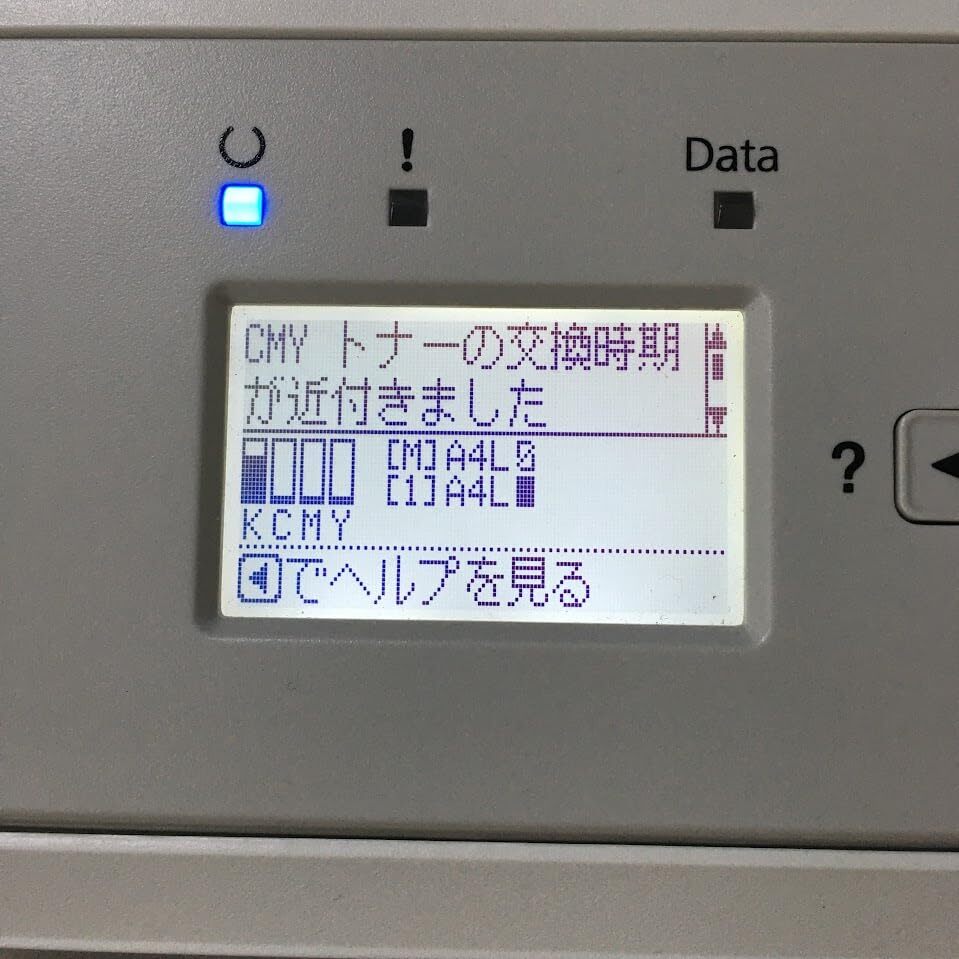 !
Data
CMY トナーの交換時期
が近付きました
[M]A4L0
[1]A4L
KCMY
?
でヘルプを見る